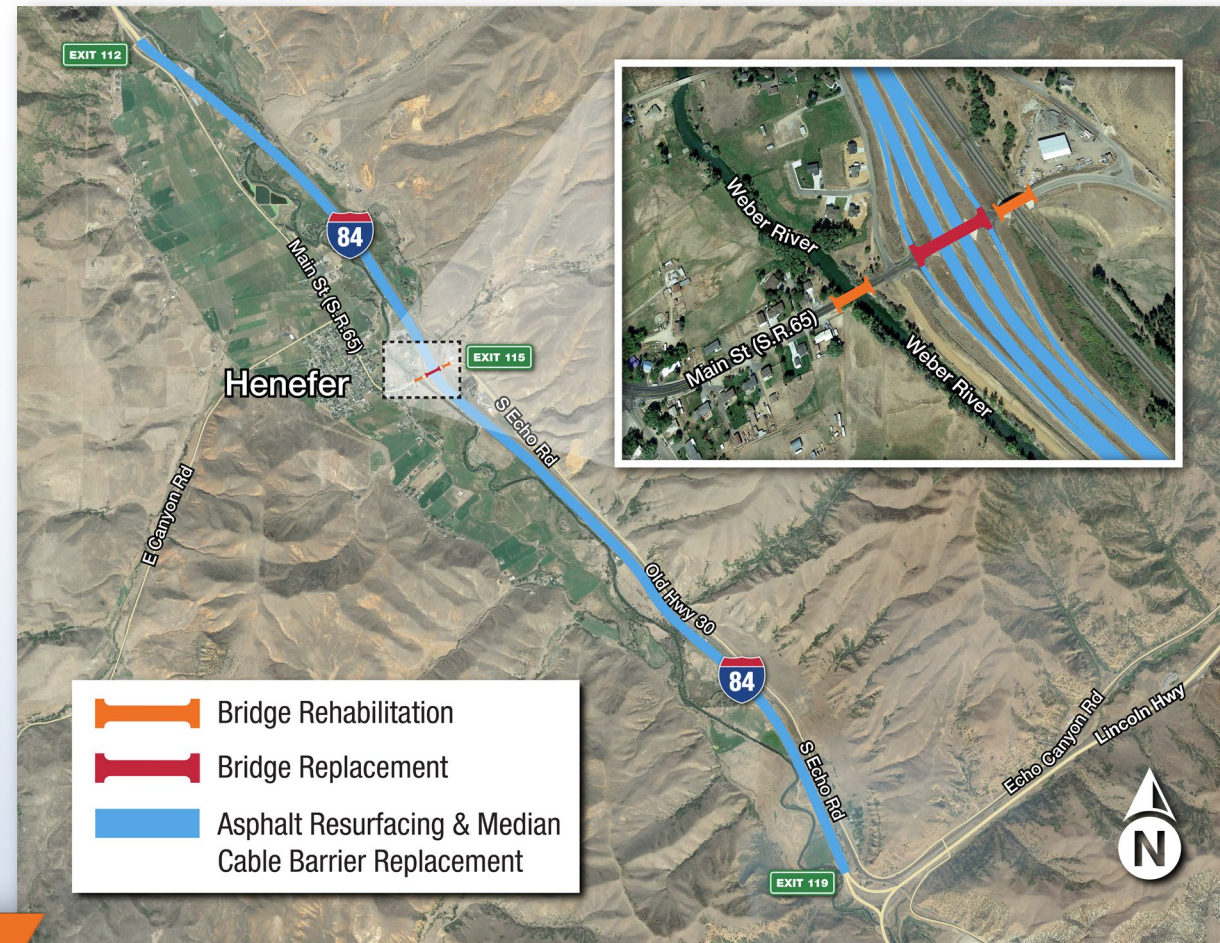 EXIT 112
84
Main St (S.R.65)
EXIT 115
Henefer
S Echo Rd
E Canyon Rd
Old Hwy 30
84
S Echo Rd
Echo Canyon Rd
Lincoln Hwy
EXIT 119
N
Weber River
Main St (S.R.65)
Weber River
Bridge Rehabilitation
Bridge Replacement
Asphalt Resurfacing & Median
Cable Barrier Replacement